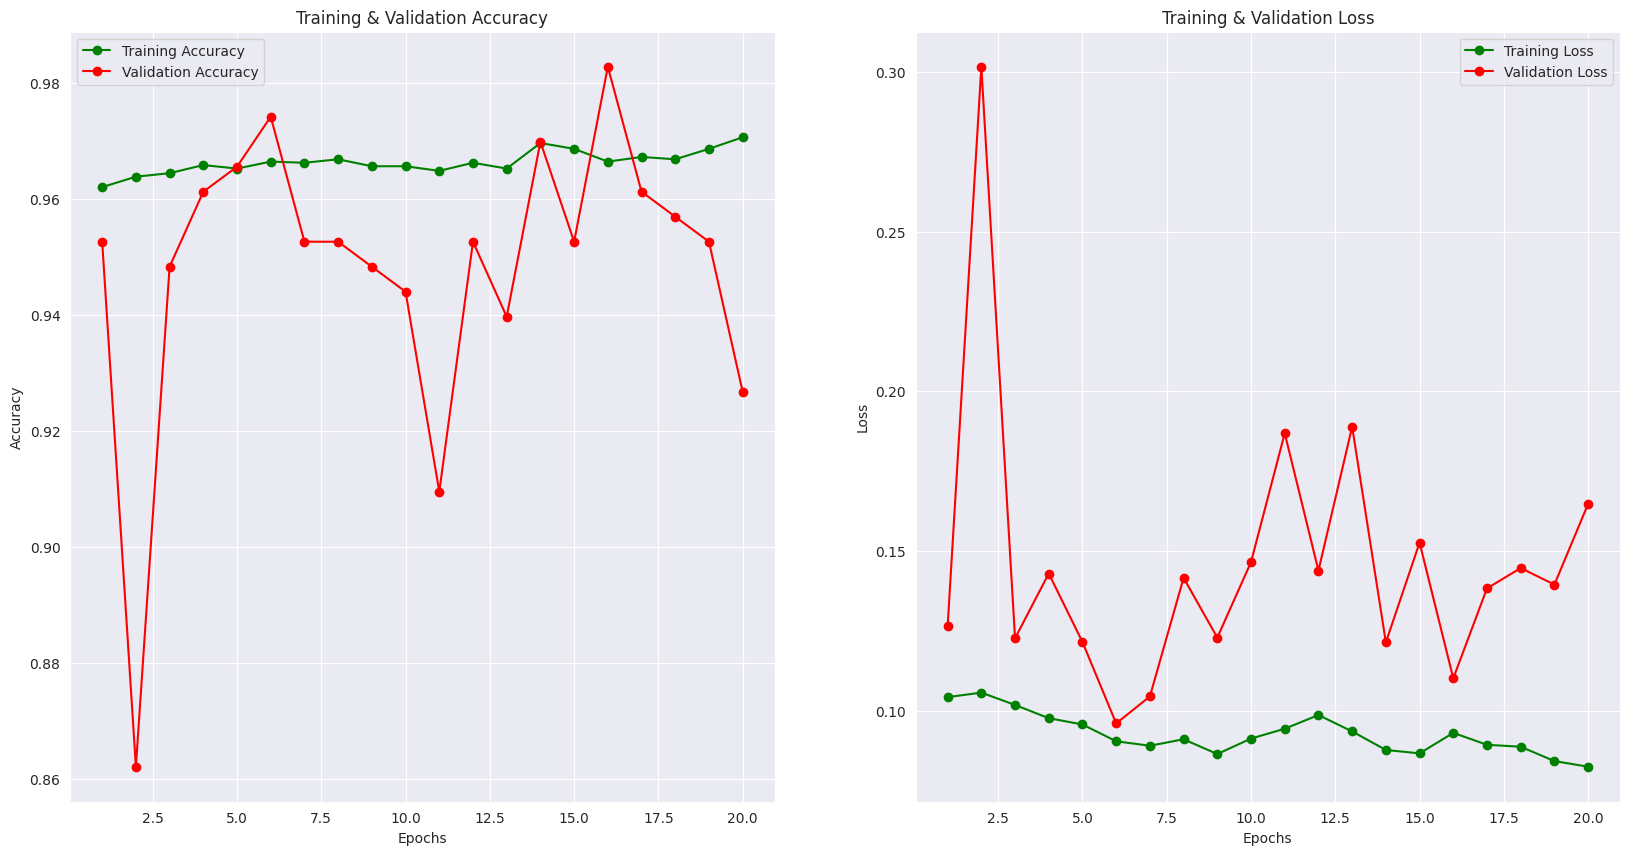 Training & Validation Accuracy
Training Accuracy
Validation Accuracy
0.98
0.96
0.94
0.92
0.90
0.88
0.86
Accuracy
2.5 5.0 7.5 10.0 12.5 15.0 17.5 20.0
Epochs
Training & Validation Loss
Training Loss
Validation Loss
0.30
0.25
0.20
0.15
0.10
Loss
2.5 5.0 7.5 10.0 12.5 15.0 17.5 20.0
Epochs